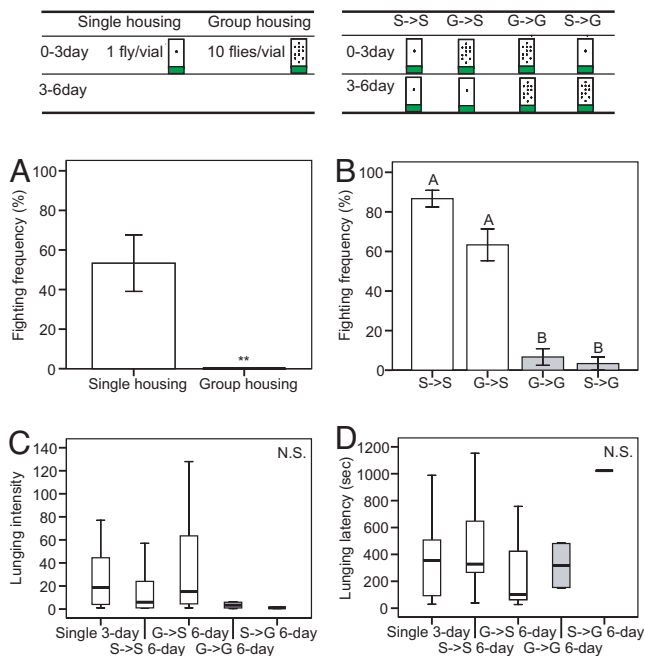 Single housing Group housing
0-3day 1 fly/vial 10 flies/vial
3-6day
S->S G->S G->G S->G
0-3day
3-6day
A
Fighting frequency (%)
100
80
60
40
20
0
**
Single housing Group housing
B
Fighting frequency (%)
100
80
60
40
20
0
A
A
B
B
S->S G->S G->G S->G
C
Lunging intensity
140
120
100
80
60
40
20
0
N.S.
Single 3-day G->S 6-day S->G 6-day
S->S 6-day G->G 6-day
D
Lunging latency (sec)
1200
1000
800
600
400
200
0
N.S.
Single 3-day G->S 6-day S->G 6-day
S->S 6-day G->G 6-day